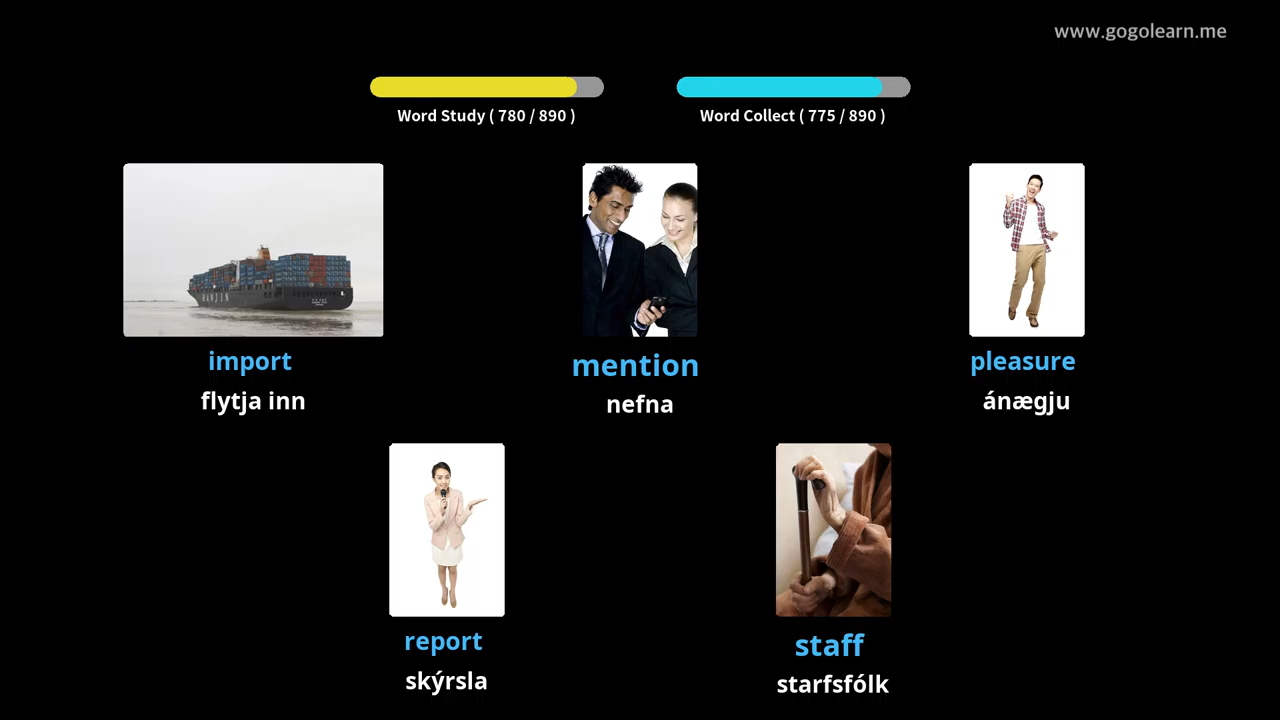 www.gogolearn.me
Word Study ( 780 / 890 )
Word Collect ( 775 / 890 )
import
mention
pleasure
flytja inn
nefna
ánægju
report
staff
skýrsla
starfsfólk
HANJIN